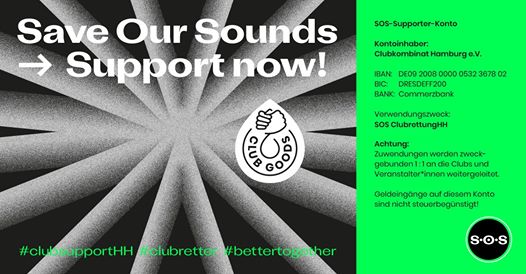 Save Our Sounds
→ Support now!
CLUB GOODS
#clubsupportHH #clubretter #bettertogether
SOS-Supporter-Konto
Kontoinhaber:
Clubkombinat Hamburg e.V.
IBAN: DE09 2008 0000 0532 3678 02
BIC: DRESDEFF200
BANK: Commerzbank
Verwendungszweck:
SOS ClubrettungHH
Achtung:
Zuwendungen werden zweck-
gebunden 1 : 1 an die Clubs und
Veranstalter*innen weitergeleitet.
Geldeingänge auf diesem Konto
sind nicht steuerbegünstigt!
S·O·S